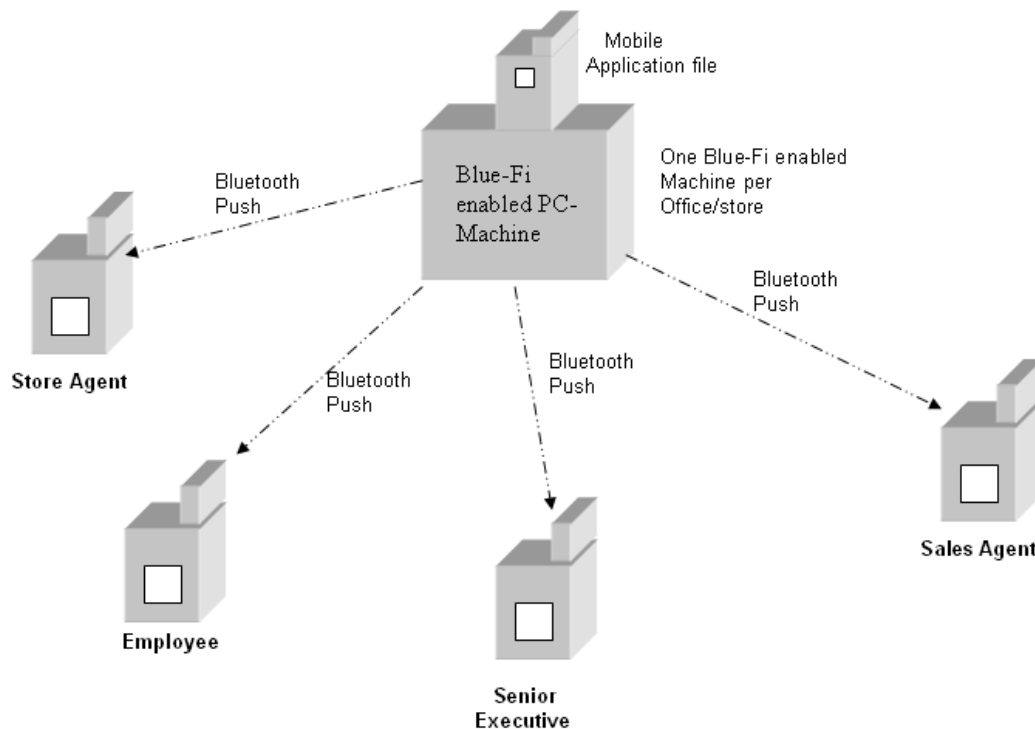 Mobile
Application file
Blue-Fi
enabled PC-
Machine
One Blue-Fi enabled
Machine per
Office/store
Bluetooth
Push
Store Agent
Bluetooth
Push
Bluetooth
Push
Bluetooth
Push
Employee
Senior
Executive
Sales Agent